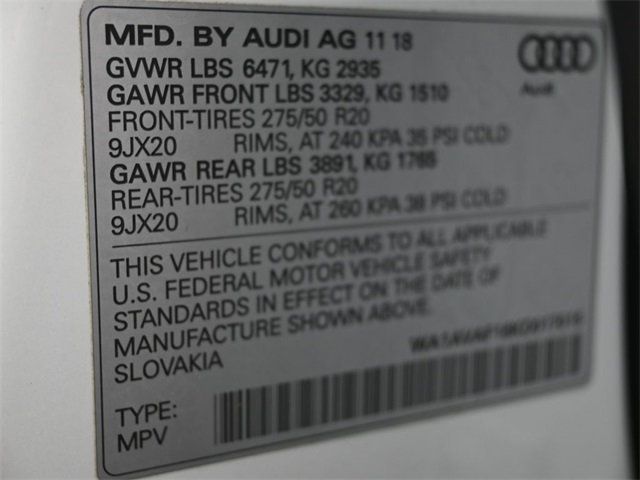 MFD. BY AUDI AG 11 18
GVWR LBS 6471, KG 2935
GAWR FRONT LBS 3329, KG 1510
FRONT-TIRES 275/50 R20
9JX20 RIMS, AT 240 KPA 35 PSI COLD
GAWR REAR LBS 3891, KG 1765
REAR-TIRES 275/50 R20
9JX20 RIMS, AT 260 KPA 38 PSI COLD
THIS VEHICLE CONFORMS TO ALL APPLICABLE
U.S. FEDERAL MOTOR VEHICLE SAFETY
STANDARDS IN EFFECT ON THE DATE OF
MANUFACTURE SHOWN ABOVE.
SLOVAKIA
TYPE:
MPV
Audi